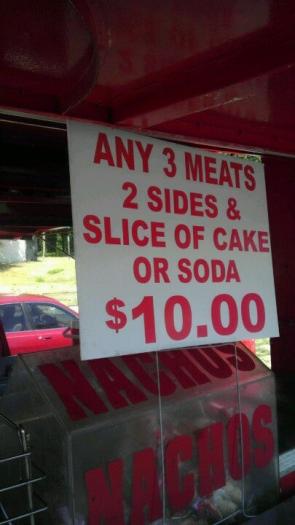 ANY 3 MEATS
2 SIDES &
SLICE OF CAKE
OR SODA
$10.00
NACHOS
NACHOS